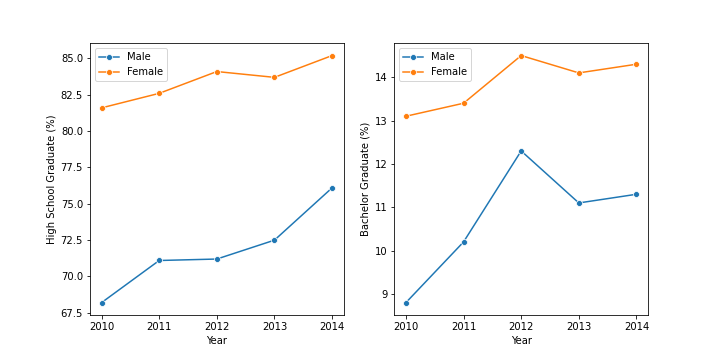 High School Graduate (%)
85.0
82.5
80.0
77.5
75.0
72.5
70.0
67.5
Male
Female
2010 2011 2012 2013 2014
Year
Bachelor Graduate (%)
14
13
12
11
10
9
Male
Female
2010 2011 2012 2013 2014
Year